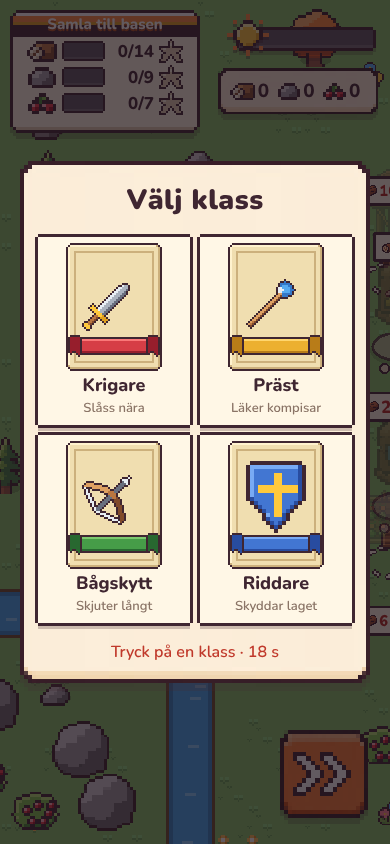 Samla till basen
0/14
0/9
0/7
0 0 0
Välj klass
Krigare
Slåss nära
Präst
Läker kompisar
Bågskytt
Skjuter långt
Riddare
Skyddar laget
Tryck på en klass · 18 s
6